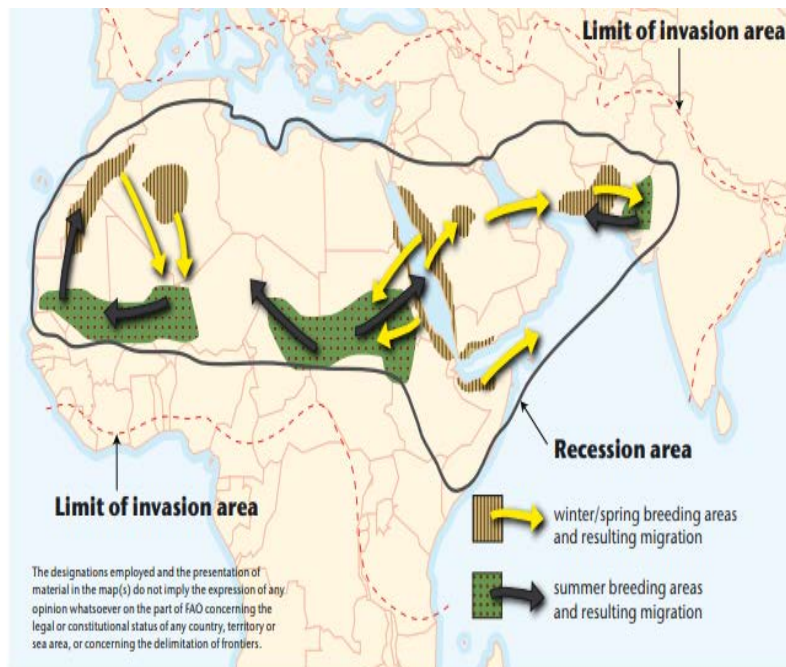 Limit of invasion area
Recession area
Limit of invasion area
winter/spring breeding areas
and resulting migration
summer breeding areas
and resulting migration
The designations employed and the presentation of
material in the map(s) do not imply the expression of any
opinion whatsoever on the part of FAO concerning the
legal or constitutional status of any country, territory or
sea area, or concerning the delimitation of frontiers.